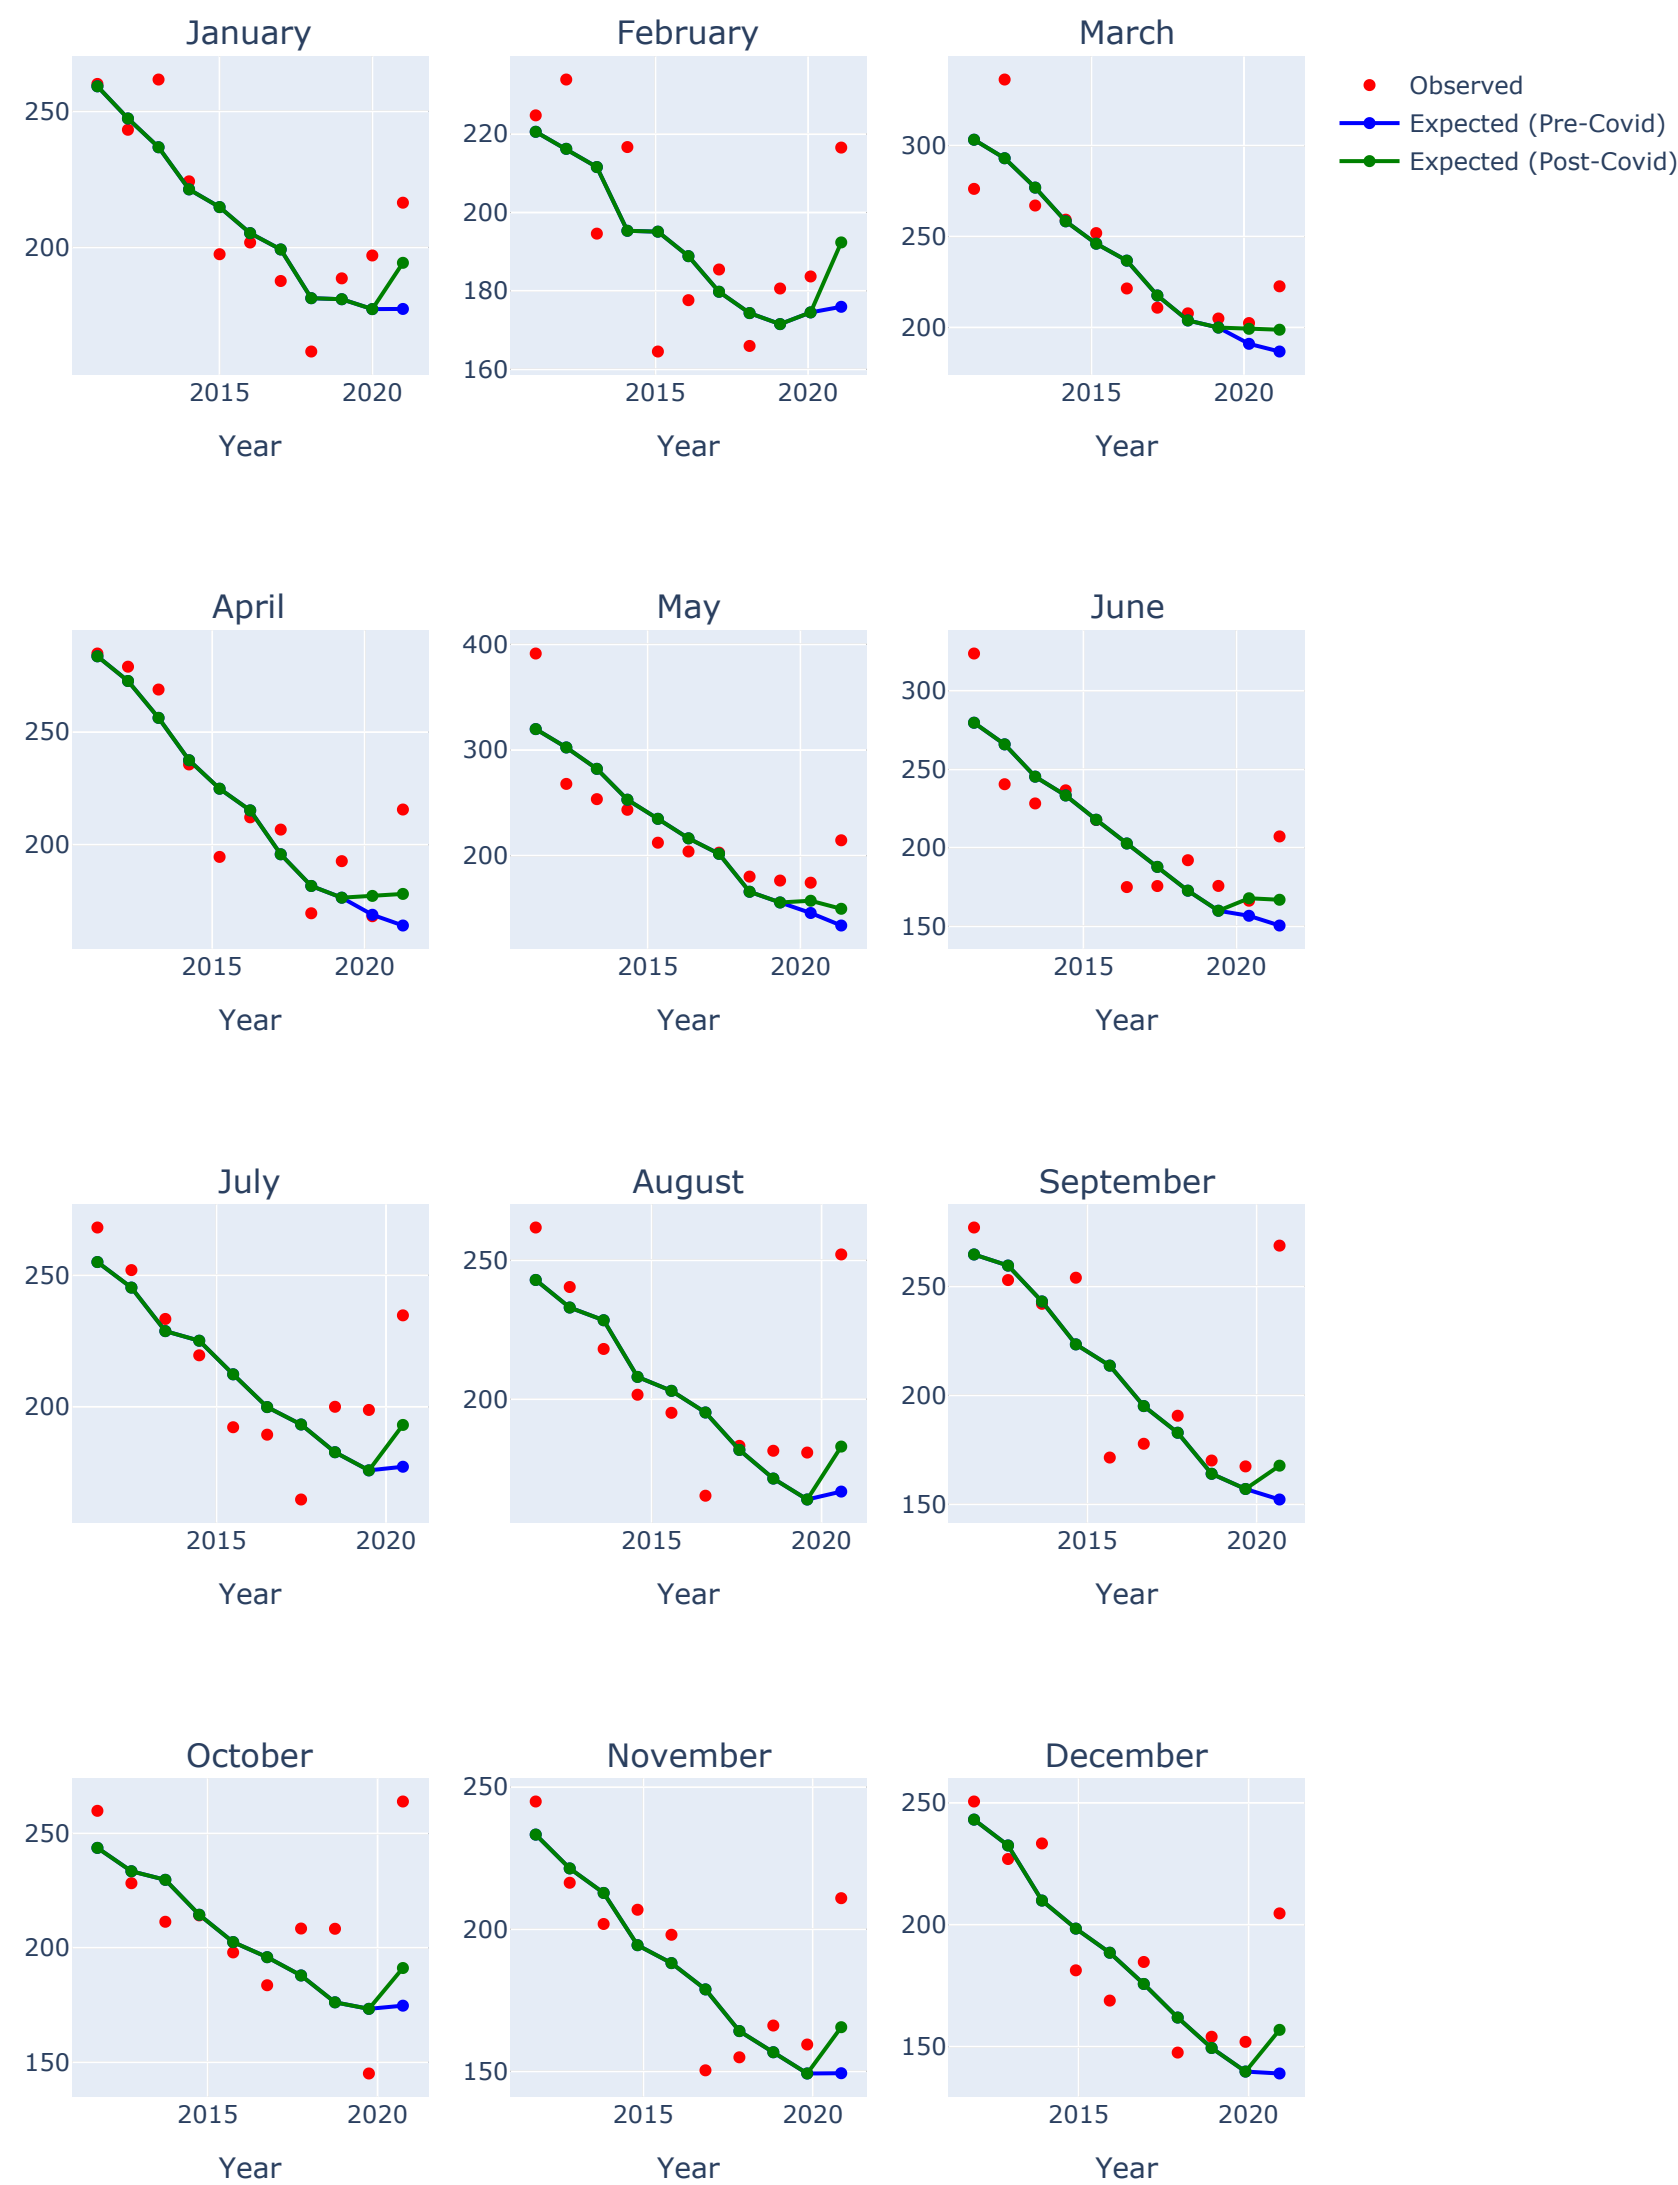 January
February
March
Observed
Expected (Pre-Covid)
Expected (Post-Covid)
250
200
2015
2020
Year
220
200
180
160
2015
2020
Year
300
250
200
2015
2020
Year
April
May
June
250
200
2015
2020
Year
400
300
200
2015
2020
Year
300
250
200
150
2015
2020
Year
July
August
September
250
200
2015
2020
Year
250
200
2015
2020
Year
250
200
150
2015
2020
Year
October
November
December
250
200
150
2015
2020
Year
250
200
150
2015
2020
Year
250
200
150
2015
2020
Year